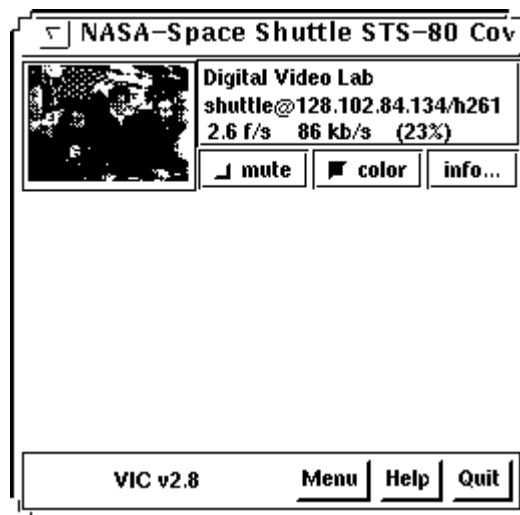 NASA-Space Shuttle STS-80 Cov
Digital Video Lab
shuttle@128.102.84.134/h261
2.6 f/s 86 kb/s (23%)
mute color info...
VIC v2.8 Menu Help Quit